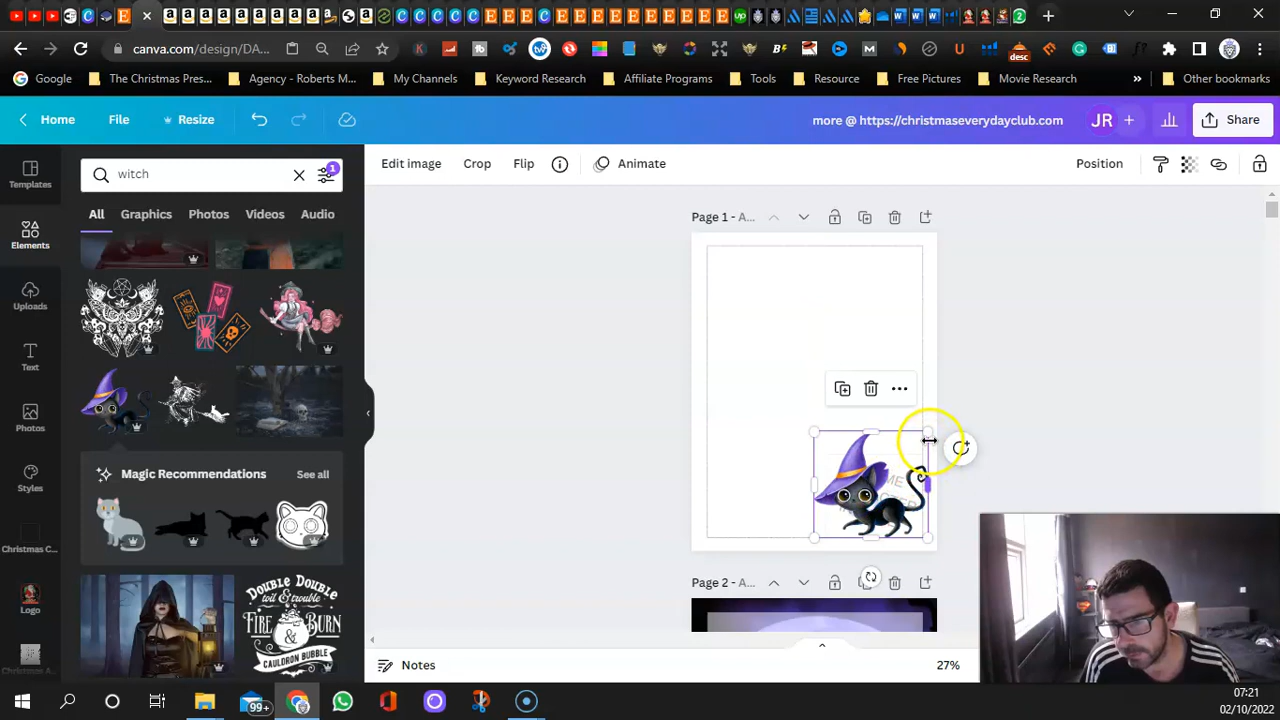 canva.com/design/DA...
Google
The Christmas Pres...
Agency - Roberts M...
My Channels
Keyword Research
Affiliate Programs
Tools
Resource
Free Pictures
Movie Research
»
Other bookmarks
Home
File
Resize
more @ https://christmaseverydayclub.com
JR
Share
Templates
Elements
Uploads
Text
Photos
Styles
Christmas C...
Logo
Christmas A...
witch
1
All
Graphics
Photos
Videos
Audio
Magic Recommendations
See all
DOUBLE DOUBLE
toil & trouble
FIRE &
BURN
CAULDRON BUBBLE
Edit image
Crop
Flip
Animate
Position
Page 1 - A...
Page 2 - A...
Notes
27%
99+
07:21
02/10/2022